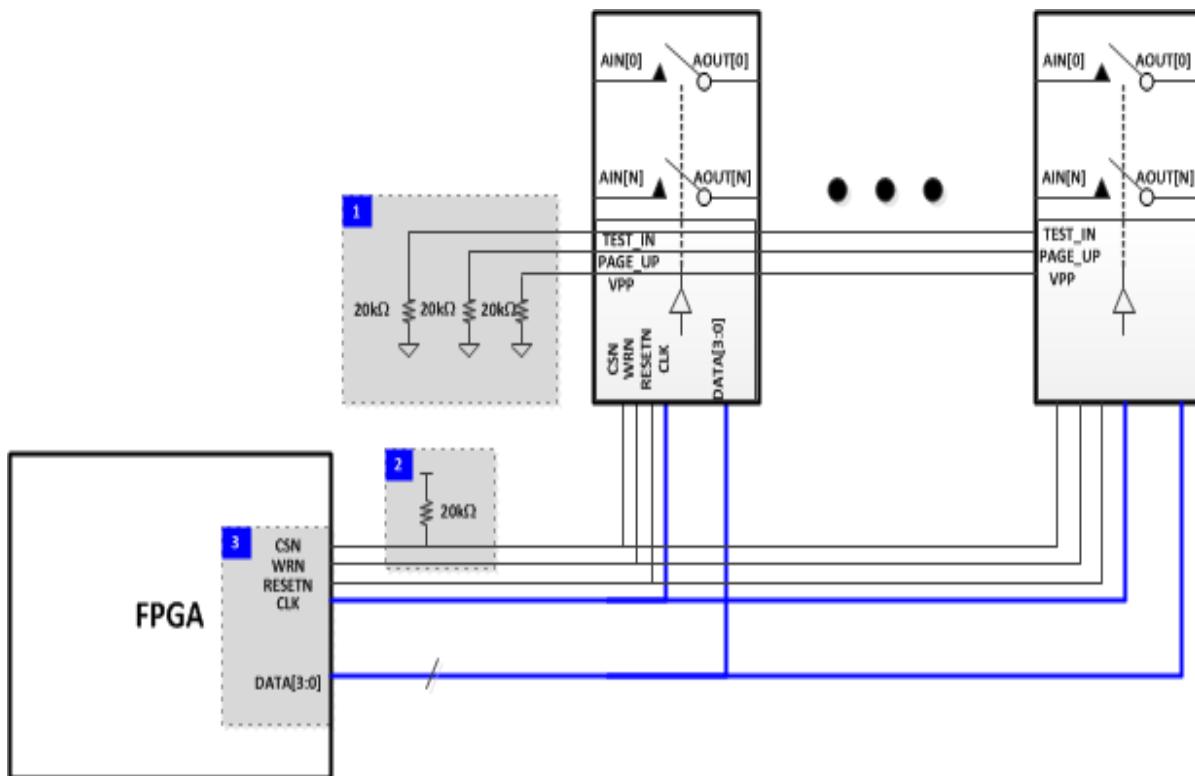 AIN[0] AOUT[0]
AIN[N] AOUT[N]
TEST_IN
PAGE_UP
VPP
CSN
WRN
RESETN
CLK
DATA[3:0]
AIN[0] AOUT[0]
AIN[N] AOUT[N]
TEST_IN
PAGE_UP
VPP
1
20kΩ 20kΩ 20kΩ
2
20kΩ
3
CSN
WRN
RESETN
CLK
FPGA
DATA[3:0]